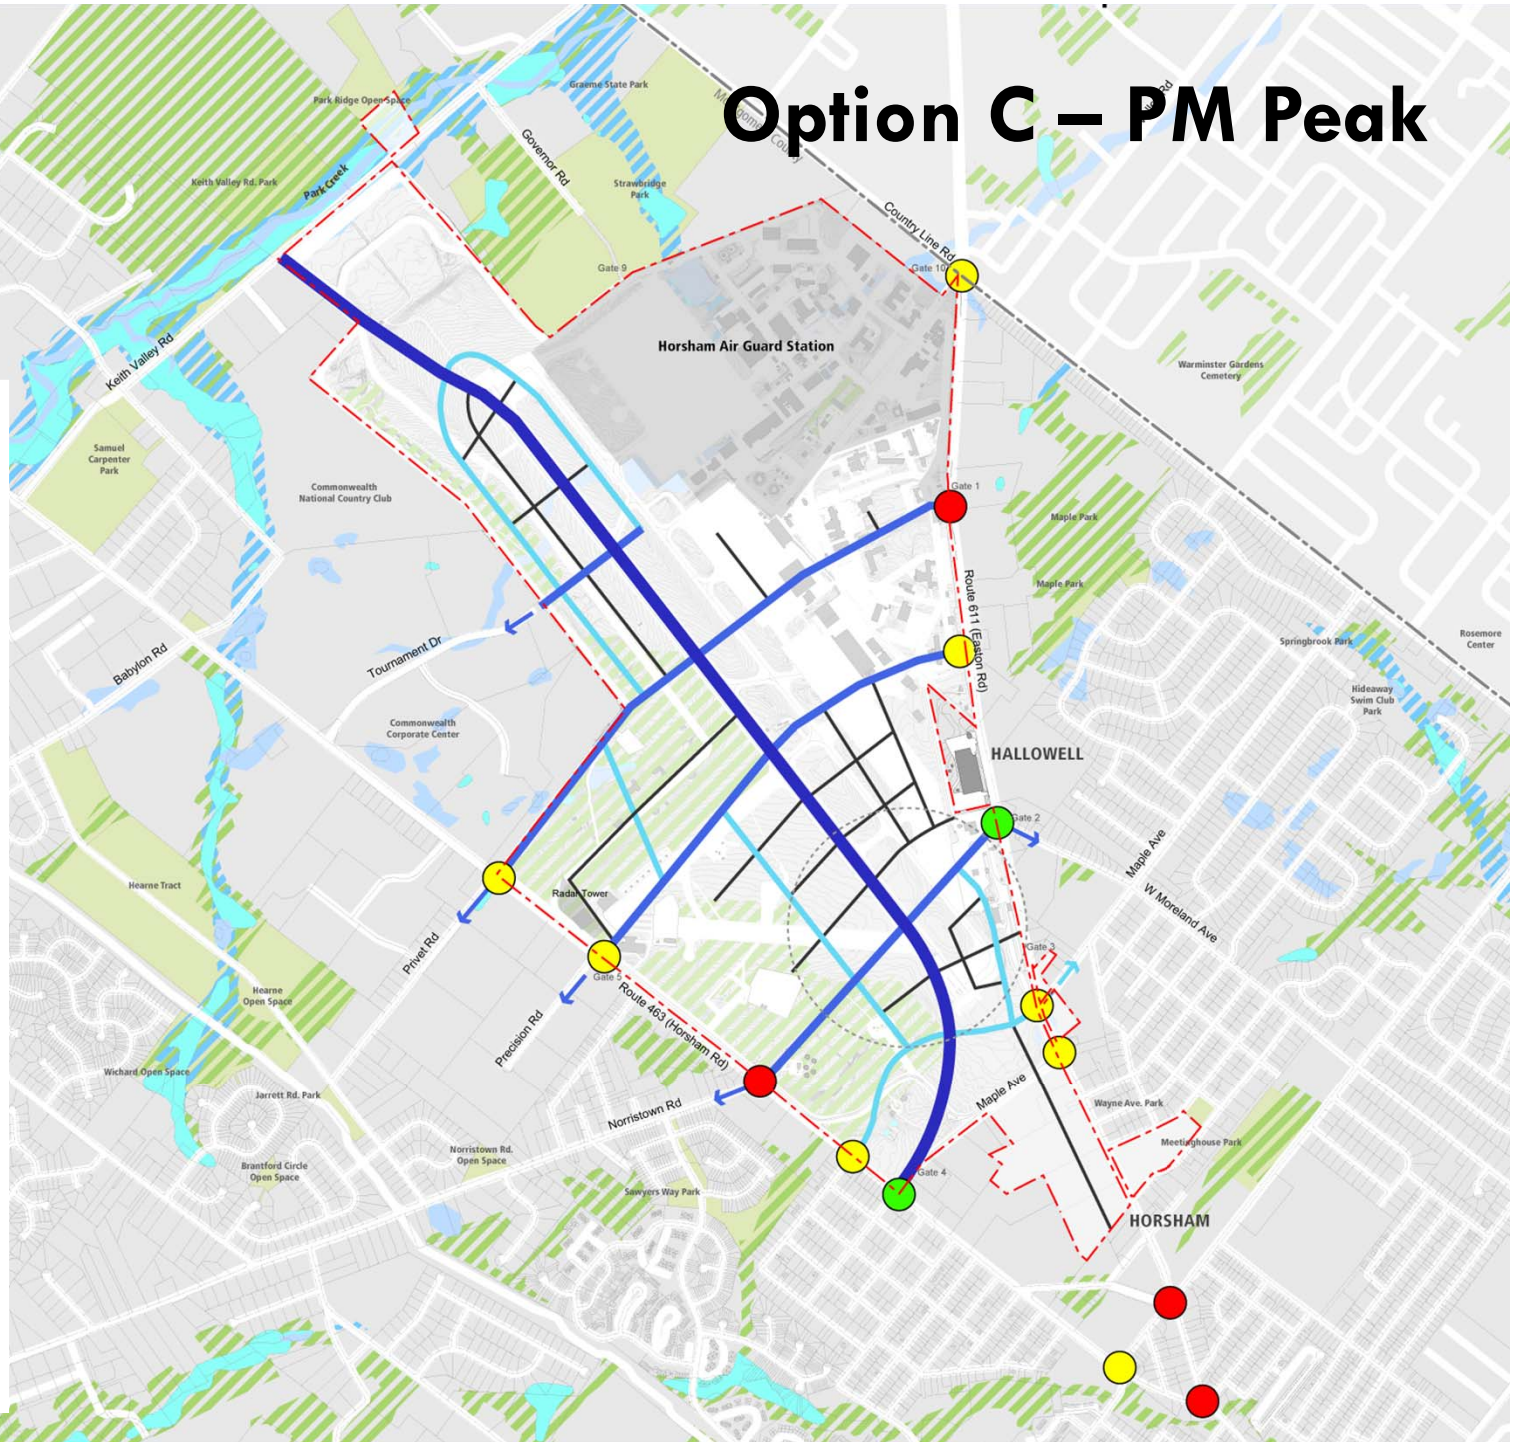 Option C – PM Peak
Graeme State Park
Park Ridge Open Space
Governor Rd
Keith Valley Rd. Park
Park Creek
Strawbridge
Park
Country Line Rd
Gate 9
Gate 10
Horsham Air Guard Station
Keith Valley Rd
Warminster Gardens
Cemetery
Samuel
Carpenter
Park
Commonwealth
National Country Club
Gate 1
Maple Park
Maple Park
Route 611 (Easton Rd)
Springbrook Park
Rosemore
Center
Babylon Rd
Tournament Dr
Hideaway
Swim Club
Park
Commonwealth
Corporate Center
HALLOWELL
Gate 2
Maple Ave
Hearne Tract
Radar Tower
W Moreland Ave
Privet Rd
Gate 3
Gate 5
Hearne
Open Space
Route 463 (Horsham Rd)
Precision Rd
Wichard Open Space
Jarrett Rd. Park
Norristown Rd
Maple Ave
Wayne Ave. Park
Meetinghouse Park
Norristown Rd.
Open Space
Brantford Circle
Open Space
Sawyers Way Park
Gate 4
HORSHAM